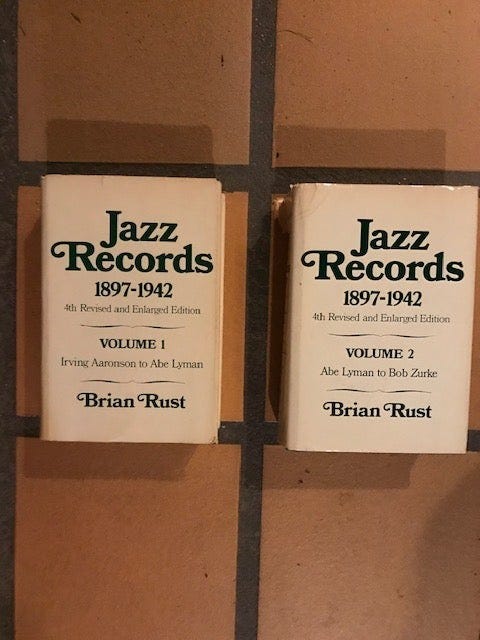 Jazz
Records
1897-1942
4th Revised and Enlarged Edition
VOLUME 1
Irving Aaronson to Abe Lyman
Brian Rust
Jazz
Records
1897-1942
4th Revised and Enlarged Edition
VOLUME 2
Abe Lyman to Bob Zurke
Brian Rust